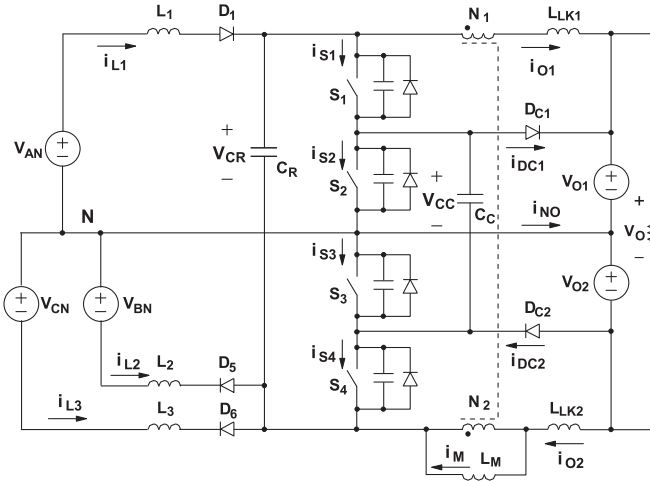 L1 D1 N1 LLK1
iL1 iS1 iO1
S1 DC1
VAN + VCR − CR iS2 S2 + VCC − CC iDC1
VO1
N iNO + VO −
iS3
VCN VBN S3 VO2
DC2
iL2 L2 D5 iS4 iDC2
S4
iL3 L3 D6 N2 LLK2
iM LM iO2